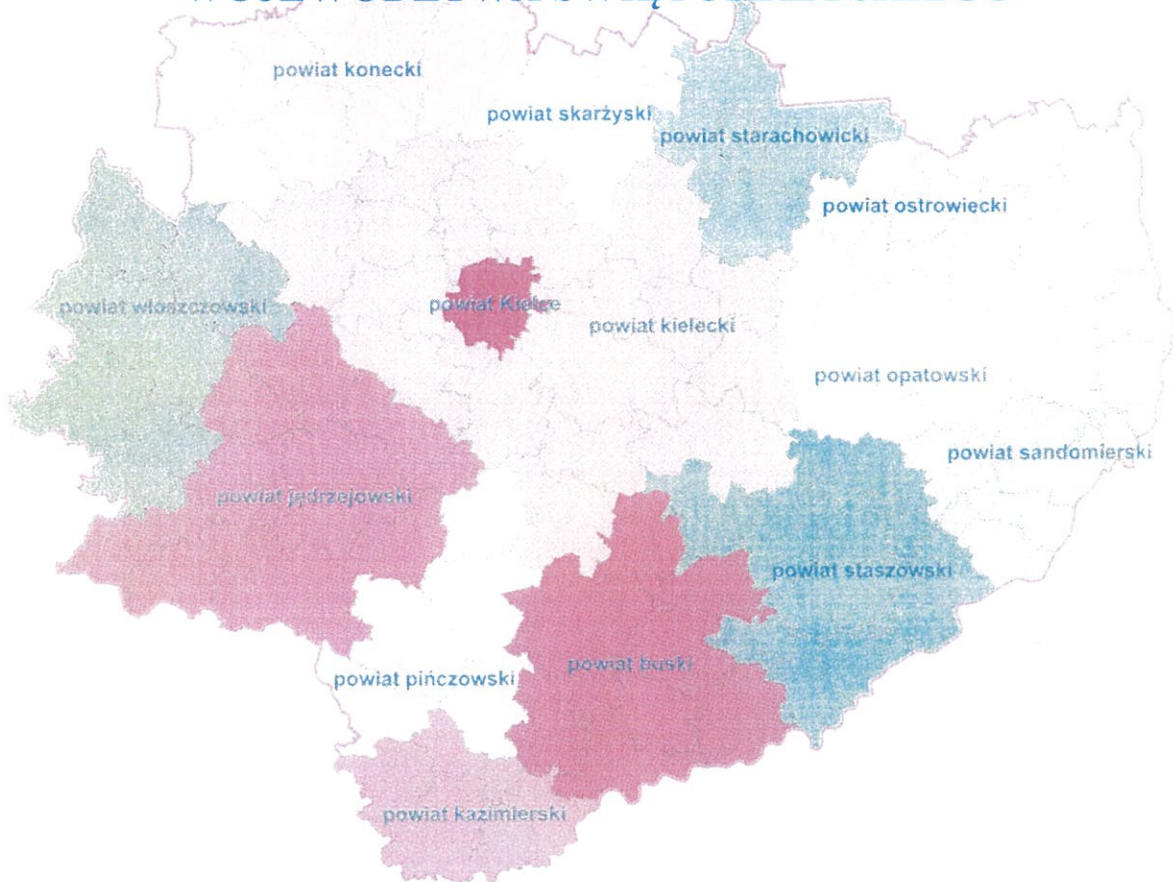 powiat konecki
powiat skarżyski
powiat starachowicki
powiat ostrowiecki
powiat włoszczowski
powiat Kielce
powiat kielecki
powiat opatowski
powiat sandomierski
powiat jędrzejowski
powiat staszowski
powiat buski
powiat pińczowski
powiat kazimierski